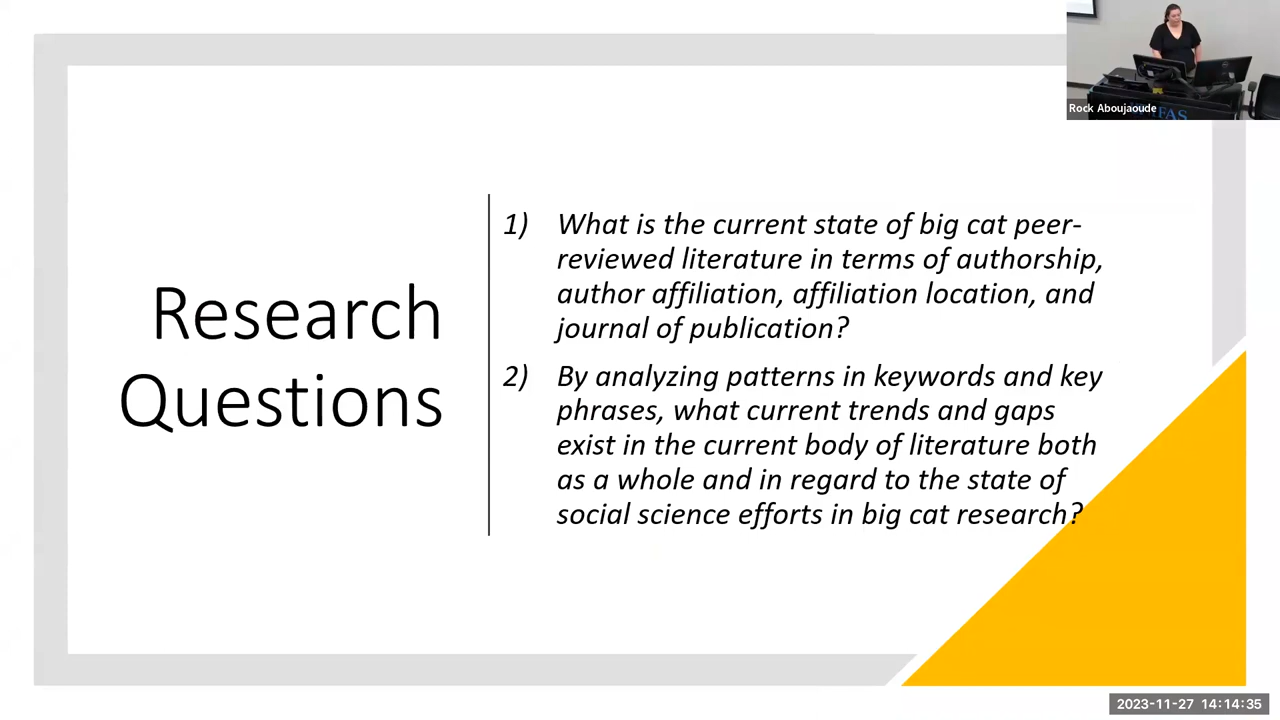 Rock Aboujaoude
FAS
Research
Questions
1) What is the current state of big cat peer-
reviewed literature in terms of authorship,
author affiliation, affiliation location, and
journal of publication?
2) By analyzing patterns in keywords and key
phrases, what current trends and gaps
exist in the current body of literature both
as a whole and in regard to the state of
social science efforts in big cat research?
2023-11-27 14:14:35